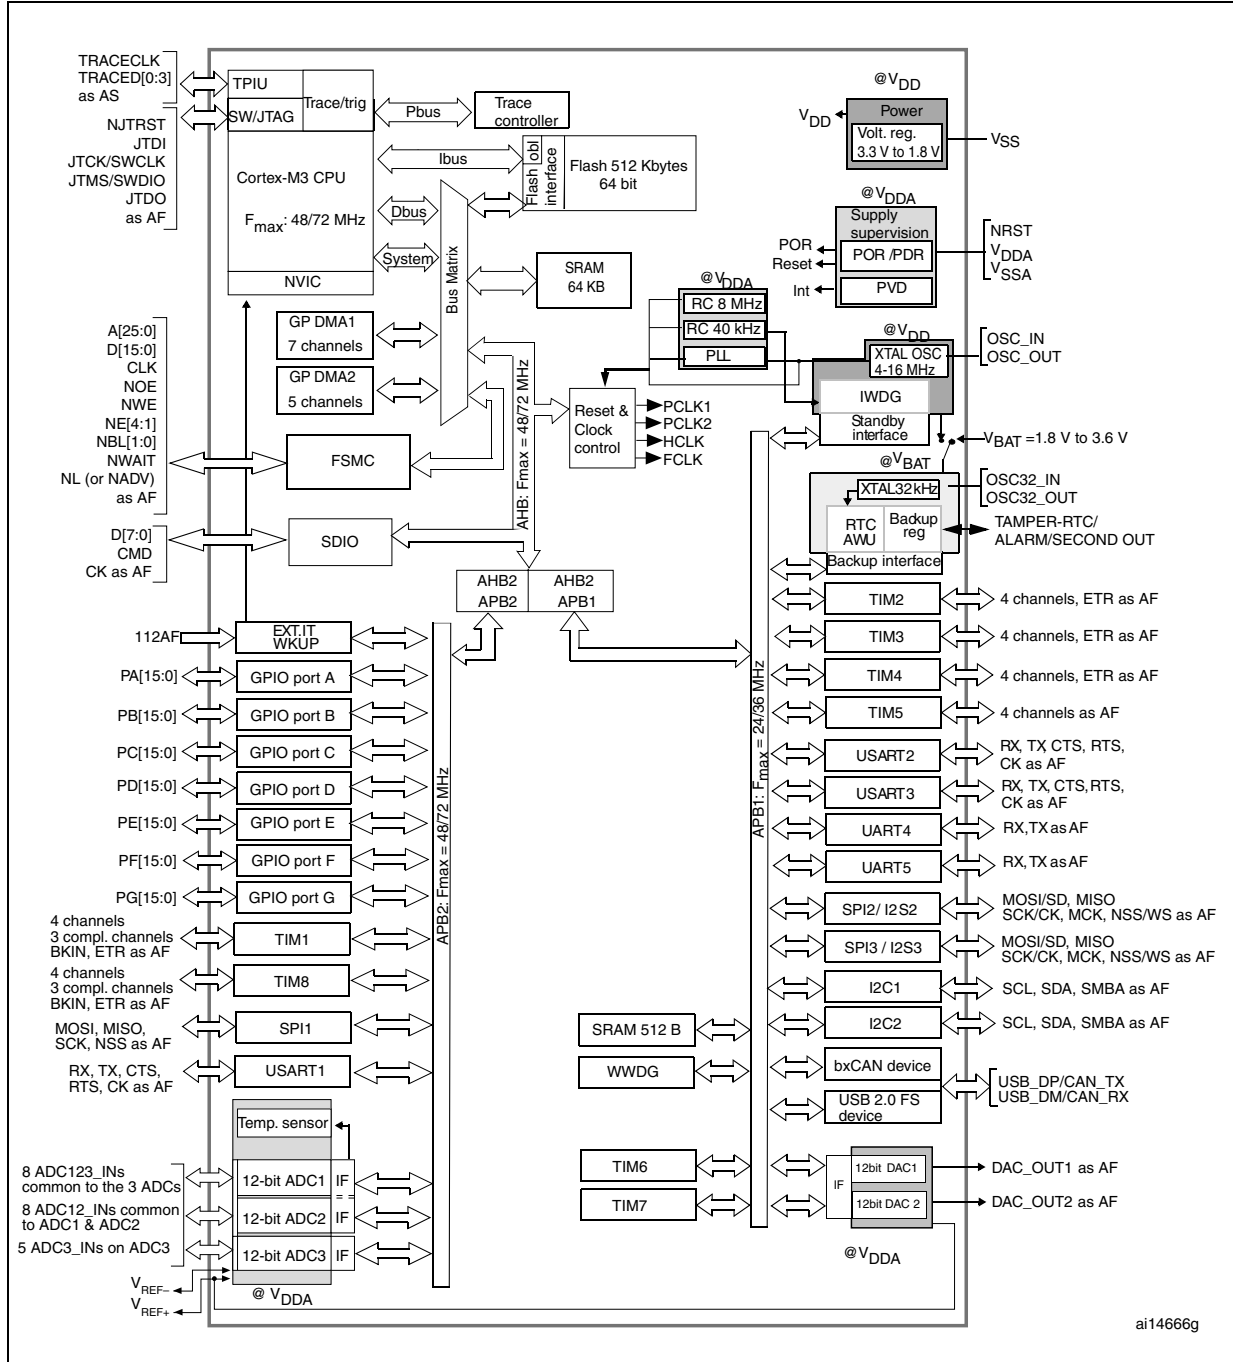 TRACECLK
TRACED[0:3]
as AS
NJTRST
JTDI
JTCK/SWCLK
JTMS/SWDIO
JTDO
as AF
TPIU
SW/JTAG
Trace/trig
Cortex-M3 CPU
Fmax: 48/72 MHz
NVIC
Pbus
Trace
controller
Ibus
Dbus
System
Flash obl
interface
Flash 512 Kbytes
64 bit
Bus Matrix
SRAM
64 KB
GP DMA1
7 channels
GP DMA2
5 channels
@VDD
VDD
Power
Volt. reg.
3.3 V to 1.8 V
VSS
@VDDA
Supply
supervision
POR /PDR
PVD
POR
Reset
Int
NRST
VDDA
VSSA
@VDDA
RC 8 MHz
RC 40 kHz
PLL
@VDD
XTAL OSC
4-16 MHz
OSC_IN
OSC_OUT
IWDG
Standby
interface
Reset &
Clock
control
PCLK1
PCLK2
HCLK
FCLK
VBAT =1.8 V to 3.6 V
@VBAT
XTAL32kHz
OSC32_IN
OSC32_OUT
RTC
AWU
Backup
reg
Backup interface
TAMPER-RTC/
ALARM/SECOND OUT
A[25:0]
D[15:0]
CLK
NOE
NWE
NE[4:1]
NBL[1:0]
NWAIT
NL (or NADV)
as AF
FSMC
D[7:0]
CMD
CK as AF
SDIO
AHB: Fmax = 48/72 MHz
AHB2
APB2
AHB2
APB1
112AF
EXT.IT
WKUP
PA[15:0]
GPIO port A
PB[15:0]
GPIO port B
PC[15:0]
GPIO port C
PD[15:0]
GPIO port D
PE[15:0]
GPIO port E
PF[15:0]
GPIO port F
PG[15:0]
GPIO port G
4 channels
3 compl. channels
BKIN, ETR as AF
TIM1
4 channels
3 compl. channels
BKIN, ETR as AF
TIM8
MOSI, MISO,
SCK, NSS as AF
SPI1
RX, TX, CTS,
RTS, CK as AF
USART1
APB2: Fmax = 48/72 MHz
Temp. sensor
8 ADC123_INs
common to the 3 ADCs
12-bit ADC1
IF
8 ADC12_INs common
to ADC1 & ADC2
12-bit ADC2
IF
5 ADC3_INs on ADC3
12-bit ADC3
IF
VREF–
VREF+
@ VDDA
APB1: Fmax = 24/36 MHz
TIM2
4 channels, ETR as AF
TIM3
4 channels, ETR as AF
TIM4
4 channels, ETR as AF
TIM5
4 channels as AF
USART2
RX, TX, CTS, RTS,
CK as AF
USART3
RX, TX, CTS, RTS,
CK as AF
UART4
RX,TX as AF
UART5
RX, TX as AF
SPI2/ I2S2
MOSI/SD, MISO
SCK/CK, MCK, NSS/WS as AF
SPI3 / I2S3
MOSI/SD, MISO
SCK/CK, MCK, NSS/WS as AF
I2C1
SCL, SDA, SMBA as AF
I2C2
SCL, SDA, SMBA as AF
SRAM 512 B
WWDG
bxCAN device
USB 2.0 FS
device
USB_DP/CAN_TX
USB_DM/CAN_RX
TIM6
TIM7
IF
12bit DAC1
12bit DAC 2
DAC_OUT1 as AF
DAC_OUT2 as AF
@VDDA
ai14666g